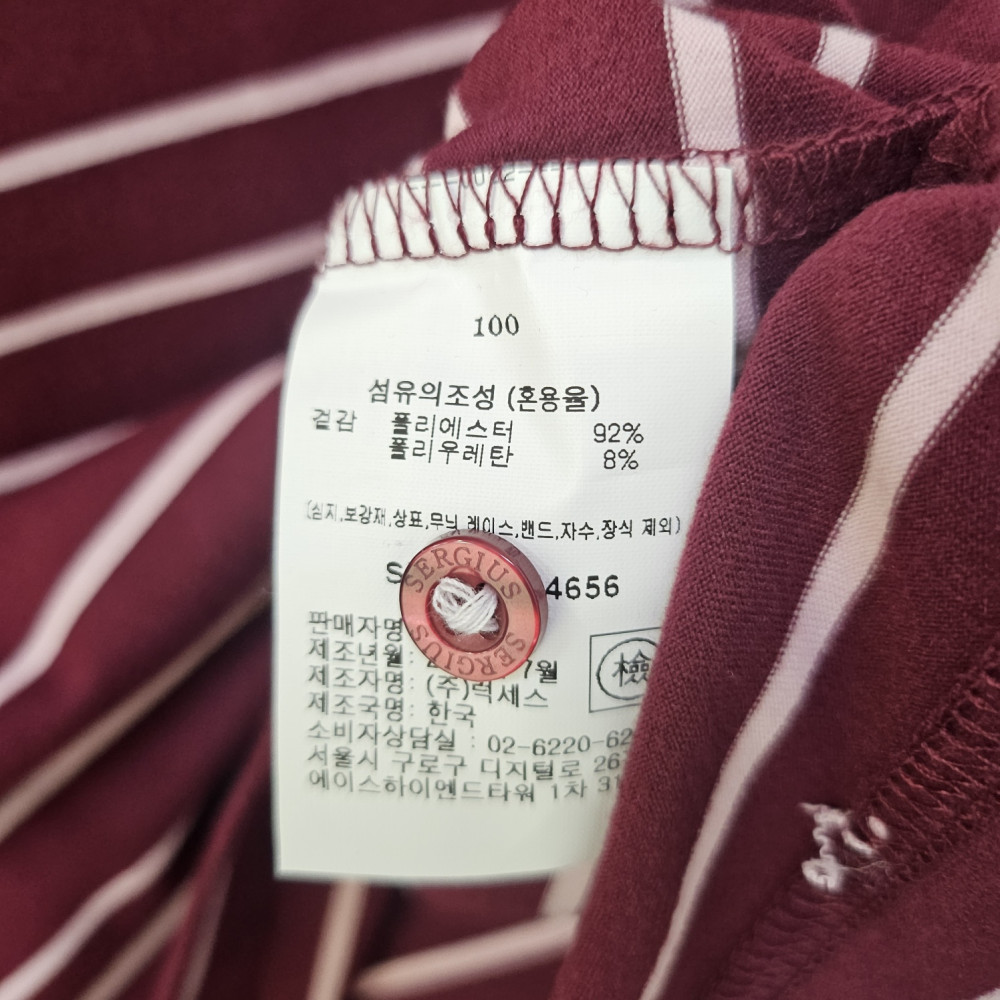 100
섬유의조성 (혼용율)
겉감 폴리에스터 92%
폴리우레탄 8%
(심지,보강재,상표,무늬,레이스,밴드,자수,장식 제외)
SERGIUS
SERGIUS
4656
판매자명
제조년월: 7월
제조자명: (주)럭세스
제조국명: 한국
소비자상담실 : 02-6220-62
서울시 구로구 디지털로 26
에이스하이엔드타워 1차 31
檢